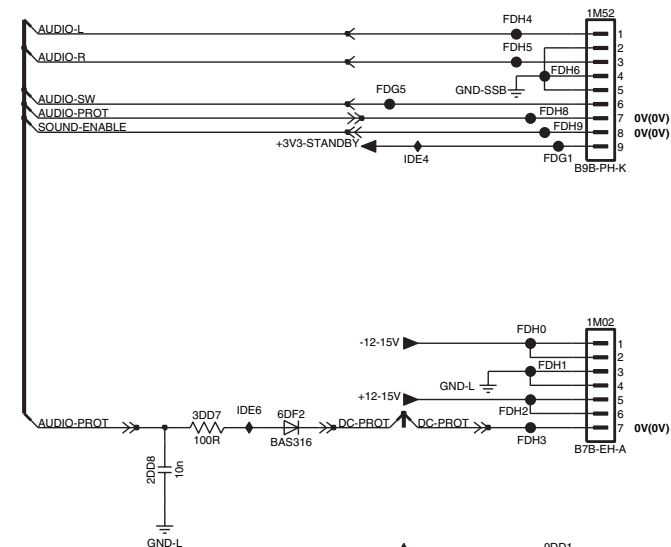 1M52
FDH4
AUDIO-L
1
2
FDH5
AUDIO-R
3
FDH6
4
GND-SSB
5
FDG5
AUDIO-SW
6
AUDIO-PROT
FDH8
7 0V(0V)
SOUND-ENABLE
FDH9
8 0V(0V)
+3V3-STANDBY
9
IDE4
FDG1
B9B-PH-K
1M02
FDH0
-12-15V
1
2
FDH1
3
GND-L
4
+12-15V
5
FDH2
6
AUDIO-PROT
3DD7
IDE6
6DF2
DC-PROT
DC-PROT
7 0V(0V)
100R
BAS316
FDH3
B7B-EH-A
2DD8
10n
GND-L
9DD1